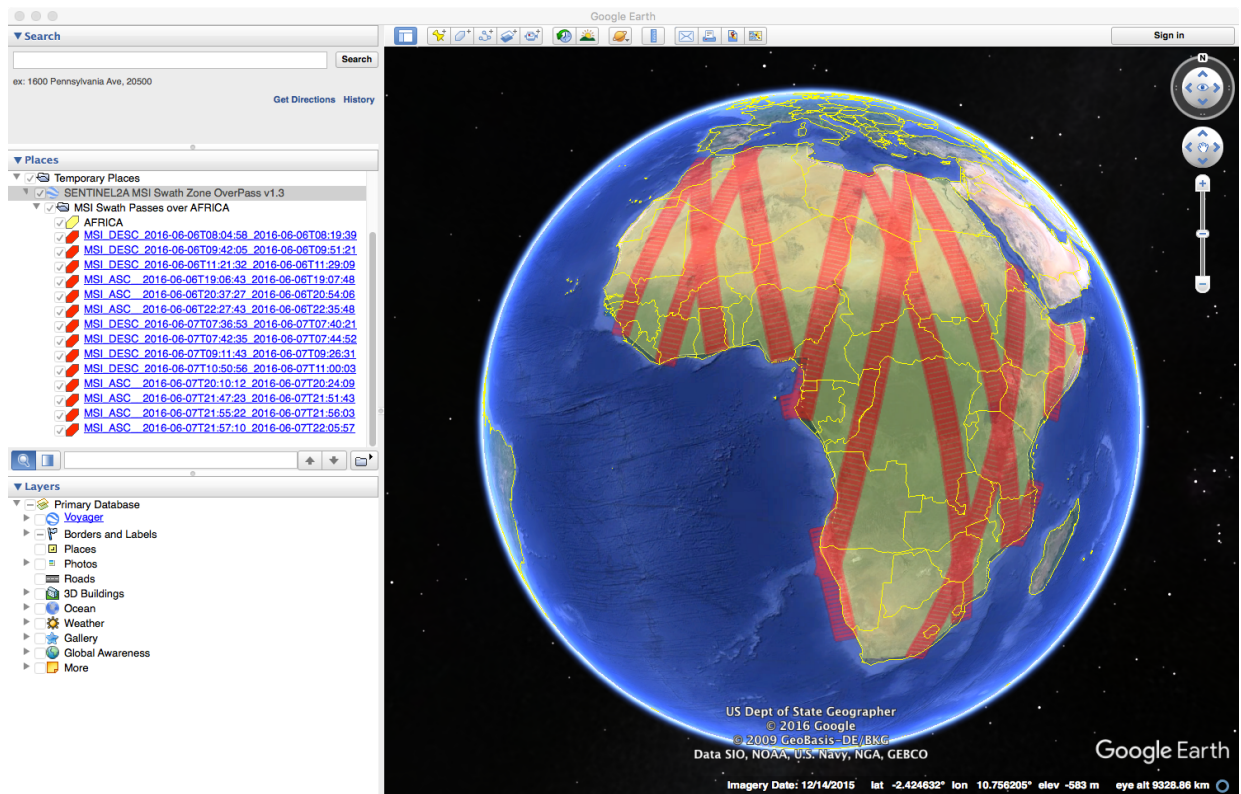 Google Earth
Search
Search
ex: 1600 Pennsylvania Ave, 20500
Get Directions History
Places
Temporary Places
SENTINEL2A MSI Swath Zone OverPass v1.3
MSI Swath Passes over AFRICA
AFRICA
MSI_DESC_2016-06-06T08:04:58_2016-06-06T08:19:39
MSI_DESC_2016-06-06T09:42:05_2016-06-06T09:51:21
MSI_DESC_2016-06-06T11:21:32_2016-06-06T11:29:09
MSI_ASC__2016-06-06T19:06:43_2016-06-06T19:07:48
MSI_ASC__2016-06-06T20:37:27_2016-06-06T20:54:06
MSI_ASC__2016-06-06T22:27:43_2016-06-06T22:35:48
MSI_DESC_2016-06-07T07:36:53_2016-06-07T07:40:21
MSI_DESC_2016-06-07T07:42:35_2016-06-07T07:44:52
MSI_DESC_2016-06-07T09:11:43_2016-06-07T09:26:31
MSI_DESC_2016-06-07T10:50:56_2016-06-07T11:00:03
MSI_ASC__2016-06-07T20:10:12_2016-06-07T20:24:09
MSI_ASC__2016-06-07T21:47:23_2016-06-07T21:51:43
MSI_ASC__2016-06-07T21:55:22_2016-06-07T21:56:03
MSI_ASC__2016-06-07T21:57:10_2016-06-07T22:05:57
Layers
Primary Database
Voyager
Borders and Labels
Places
Photos
Roads
3D Buildings
Ocean
Weather
Gallery
Global Awareness
More
Sign in
N
US Dept of State Geographer
© 2016 Google
© 2009 GeoBasis-DE/BKG
Data SIO, NOAA, U.S. Navy, NGA, GEBCO
Google Earth
Imagery Date: 12/14/2015 lat -2.424632° lon 10.756205° elev -583 m eye alt 9328.86 km